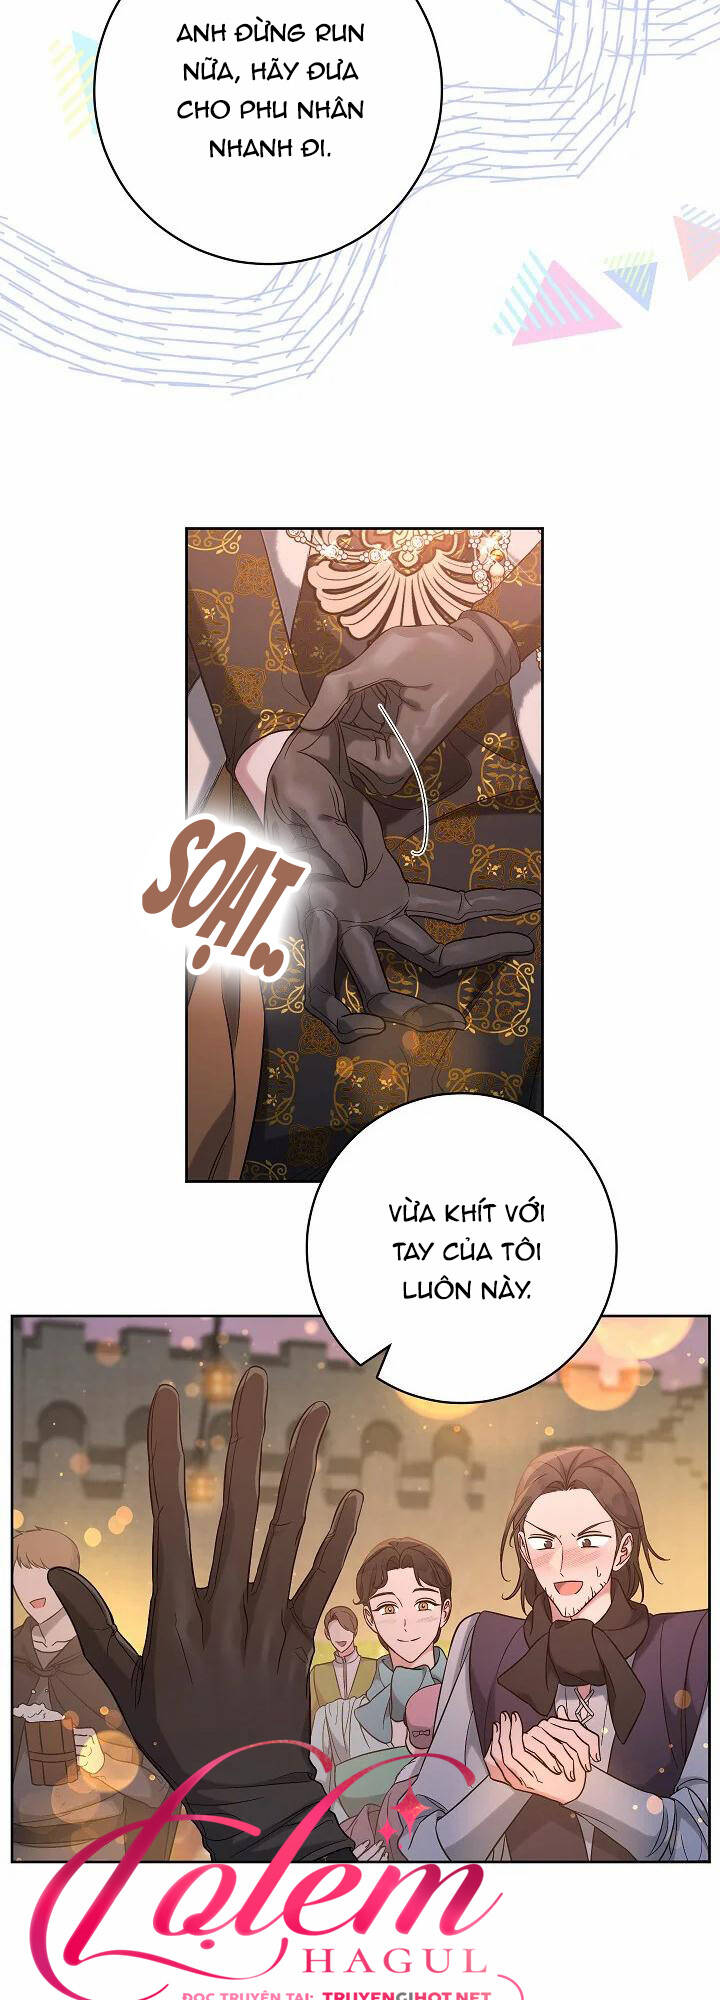 ANH ĐỪNG RUN
NỮA, HÃY ĐƯA
CHO PHU NHÂN
NHANH ĐI.
SOẠT..
VỪA KHÍT VỚI
TAY CỦA TÔI
LUÔN NÀY.
Lọlem
HAGUL
ĐỌC TRUYỆN TẠI: TRUYENGIHOT.NET